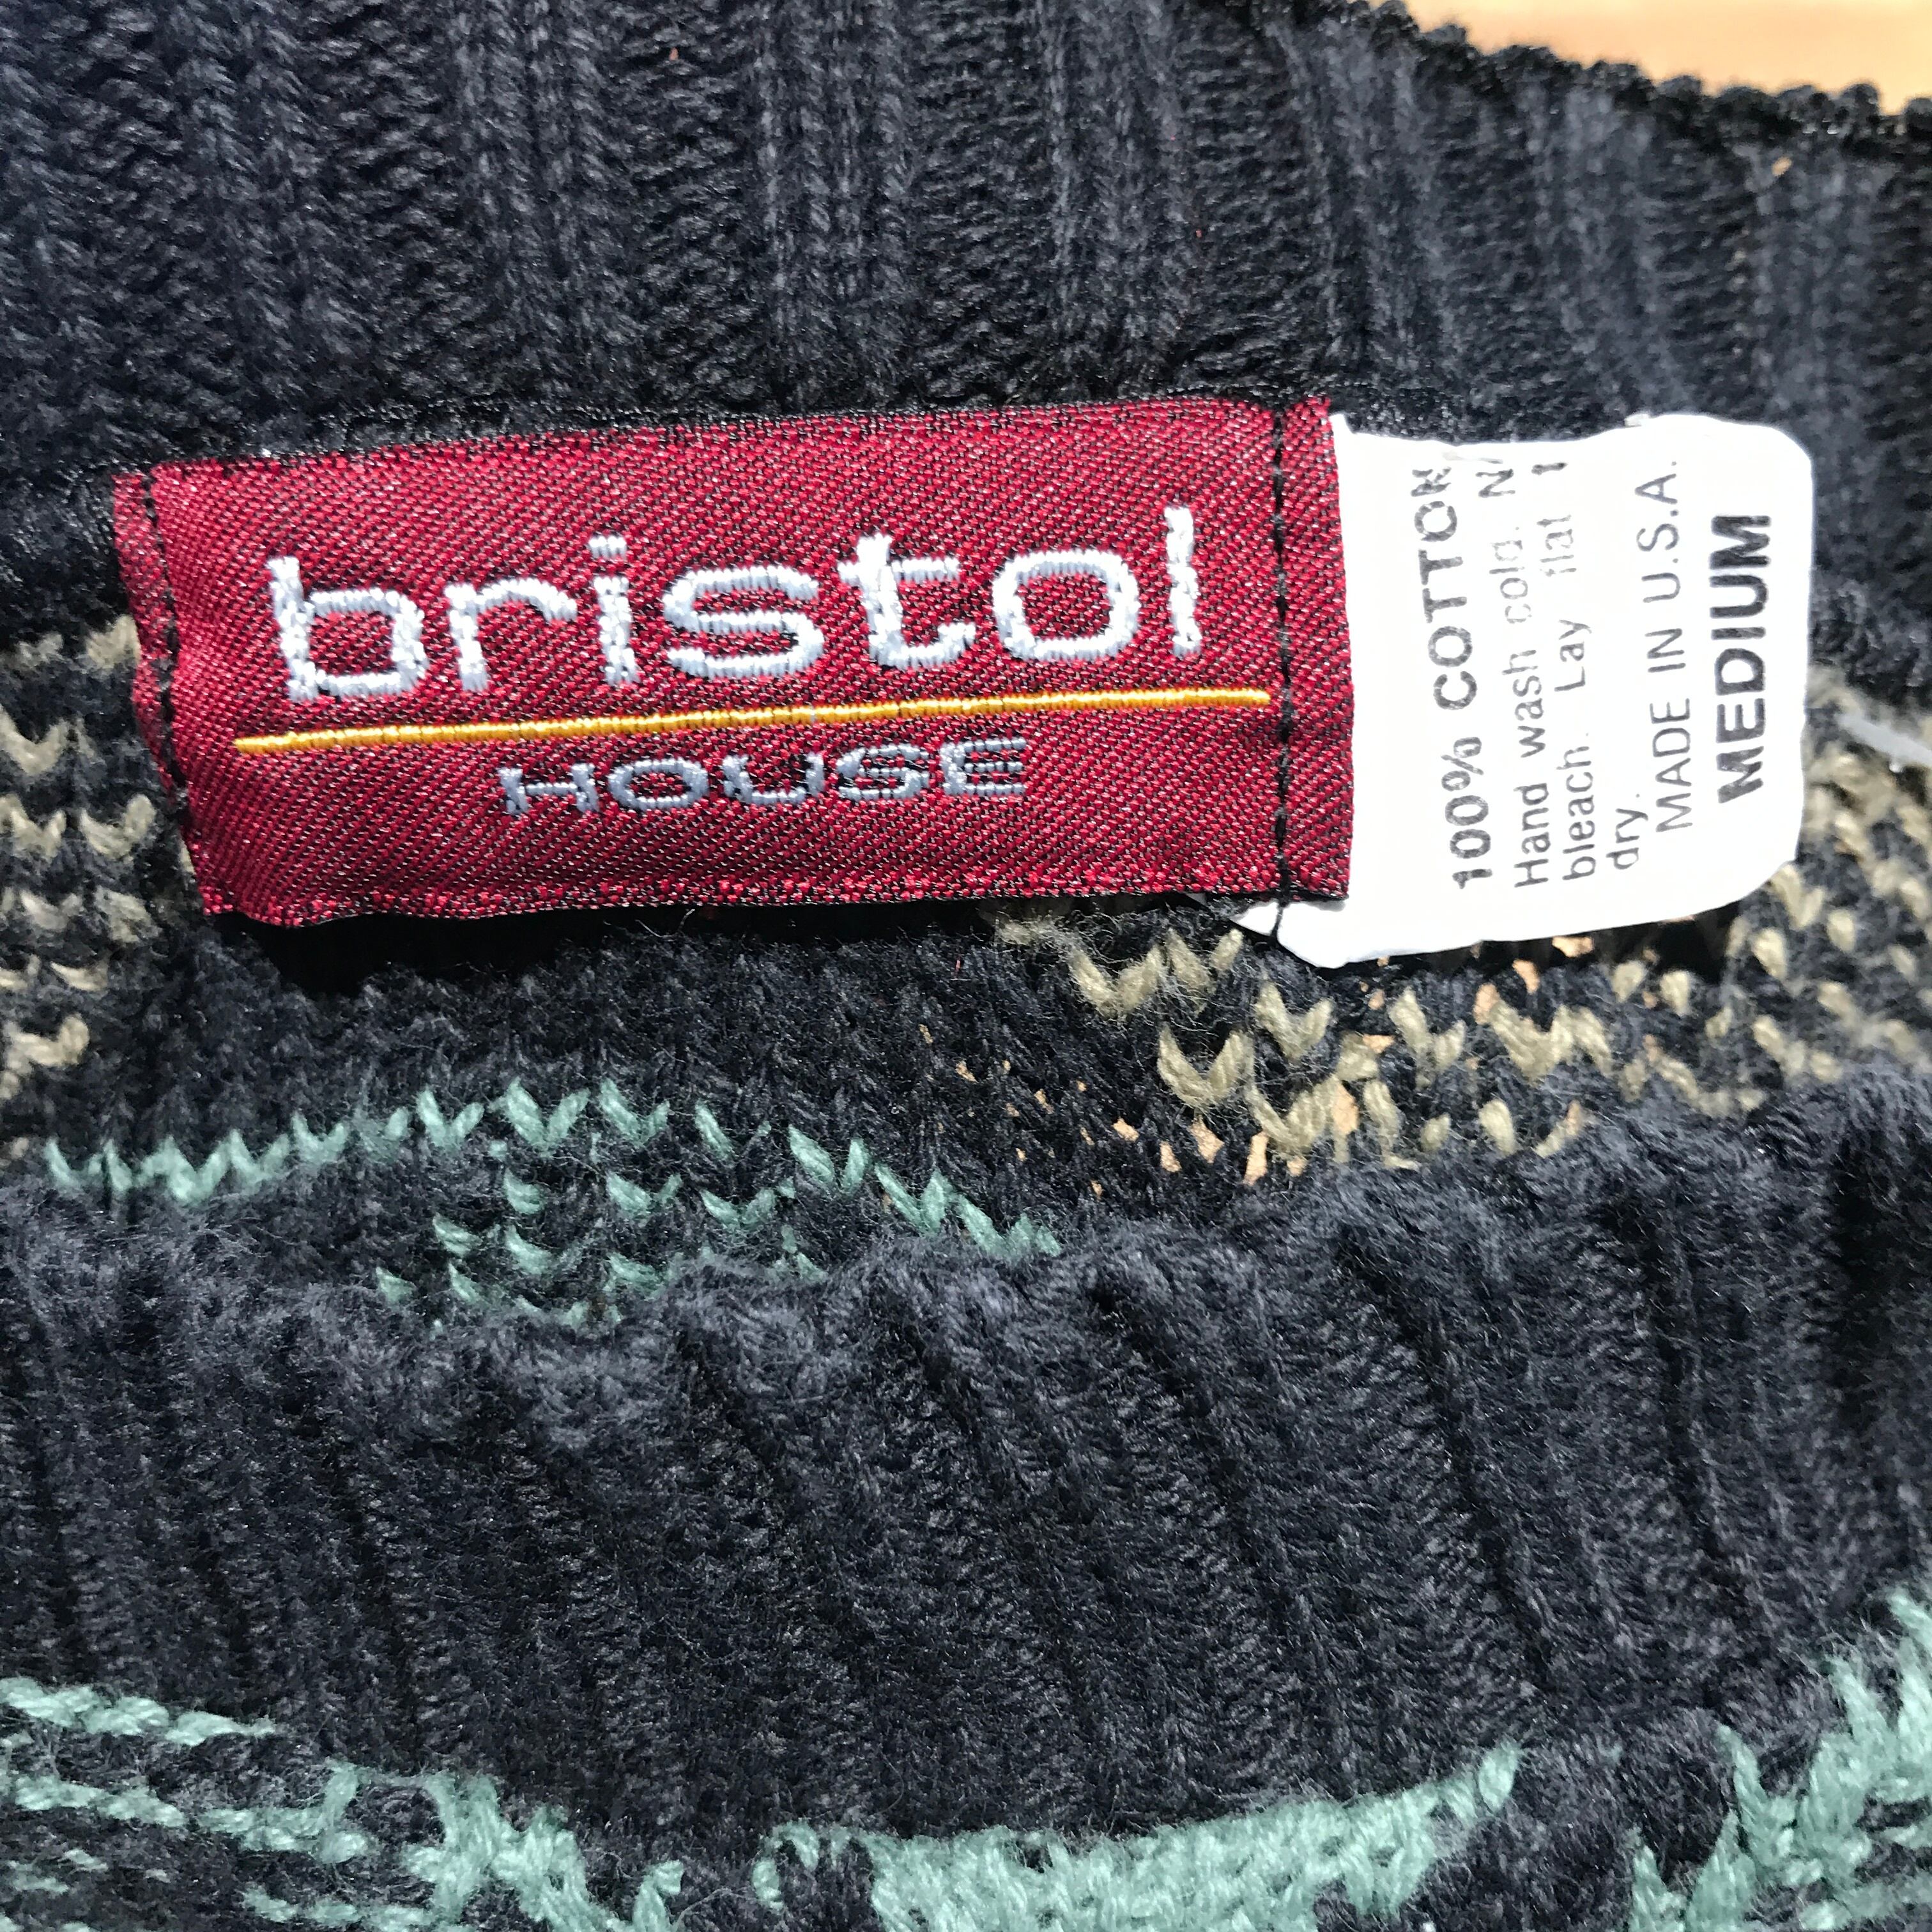 bristol
HOUSE
100% COTTON
Hand wash cold.
bleach. Lay flat
dry.
MADE IN U.S.A.
MEDIUM